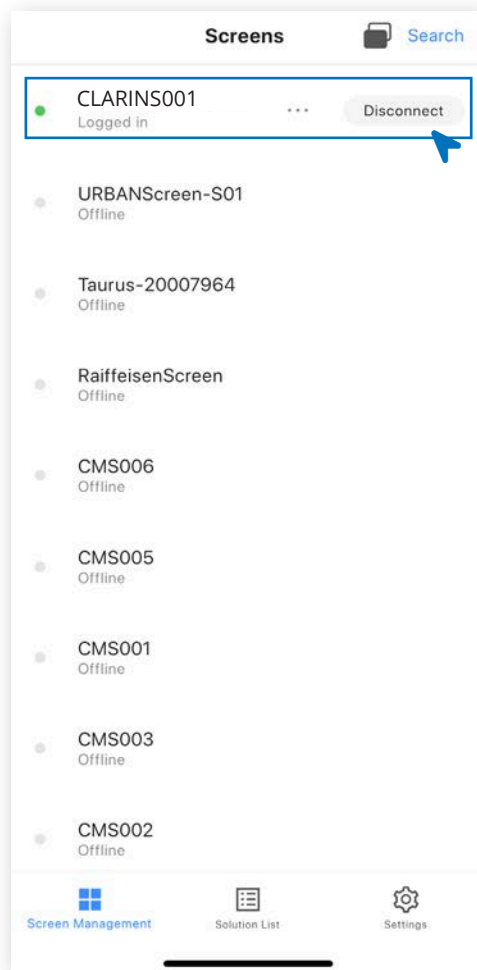 Screens
Search
CLARINS001
Logged in
...
Disconnect
URBANScreen-S01
Offline
Taurus-20007964
Offline
RaiffeisenScreen
Offline
CMS006
Offline
CMS005
Offline
CMS001
Offline
CMS003
Offline
CMS002
Offline
Screen Management
Solution List
Settings